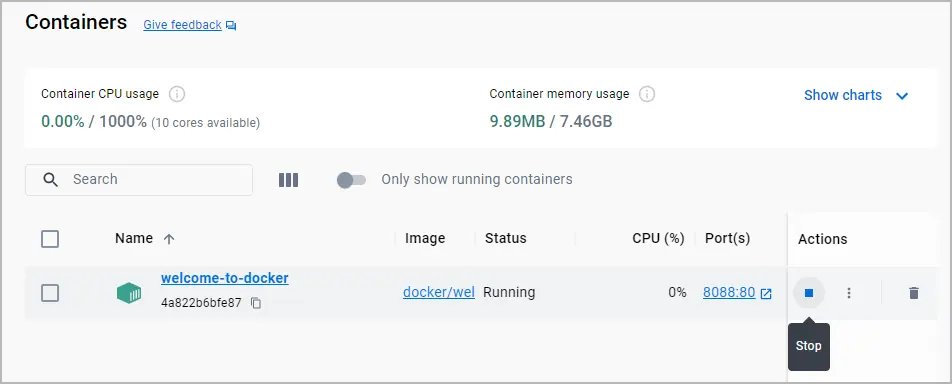 Containers Give feedback
Container CPU usage
0.00% / 1000% (10 cores available)
Container memory usage
9.89MB / 7.46GB
Show charts
Search
Only show running containers
Name Image Status CPU (%) Port(s) Actions
welcome-to-docker
4a822b6bfe87
docker/wel Running 0% 8088:80
Stop